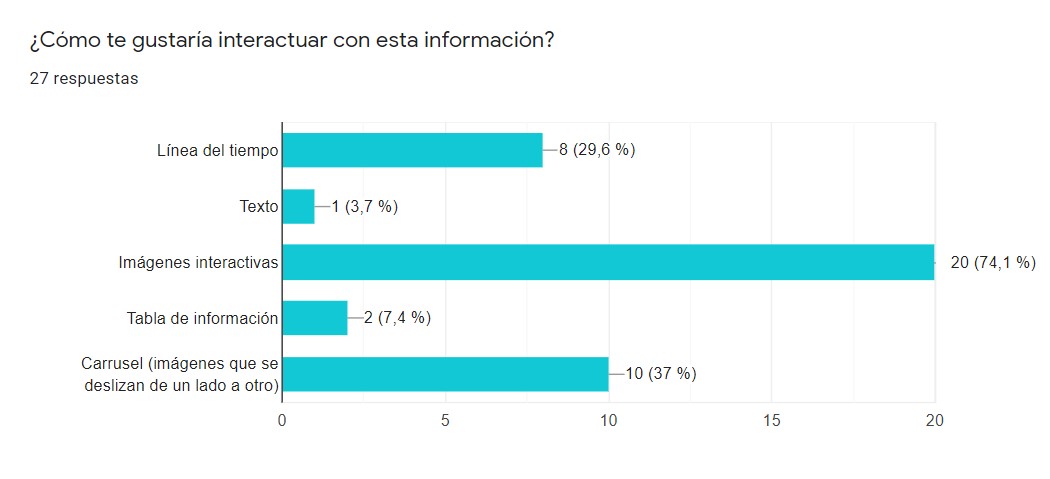 ¿Cómo te gustaría interactuar con esta información?
27 respuestas
Línea del tiempo
8 (29,6 %)
Texto
1 (3,7 %)
Imágenes interactivas
20 (74,1 %)
Tabla de información
2 (7,4 %)
Carrusel (imágenes que se
deslizan de un lado a otro)
10 (37 %)
0 5 10 15 20